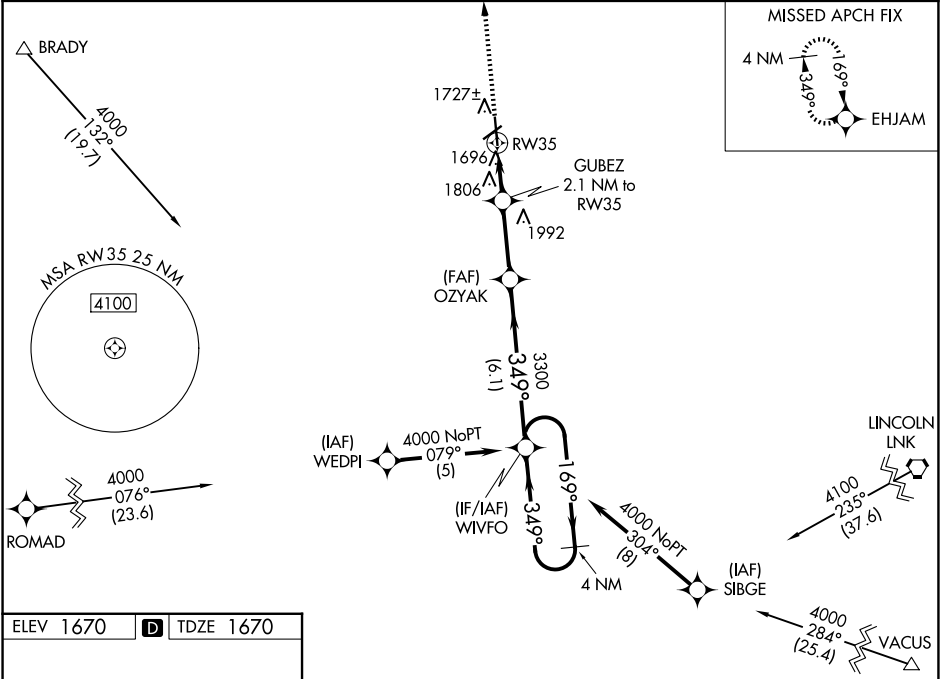 BRADY
4000
132°
(19.7)
MSA RW35 25 NM
4100
4000
076°
(23.6)
ROMAD
1727±
RW35
1696
1806
GUBEZ
2.1 NM to
RW35
1992
(FAF)
OZYAK
3300
349°
(6.1)
(IAF)
WEDPI
4000 NoPT
079°
(5)
(IF/IAF)
WIVFO
349°
169°
4 NM
4000 NoPT
304°
(8)
(IAF)
SIBGE
LINCOLN
LNK
4100
235°
(37.6)
4000
284°
(25.4)
VACUS
MISSED APCH FIX
4 NM
349°
169°
EHJAM
ELEV 1670 D TDZE 1670